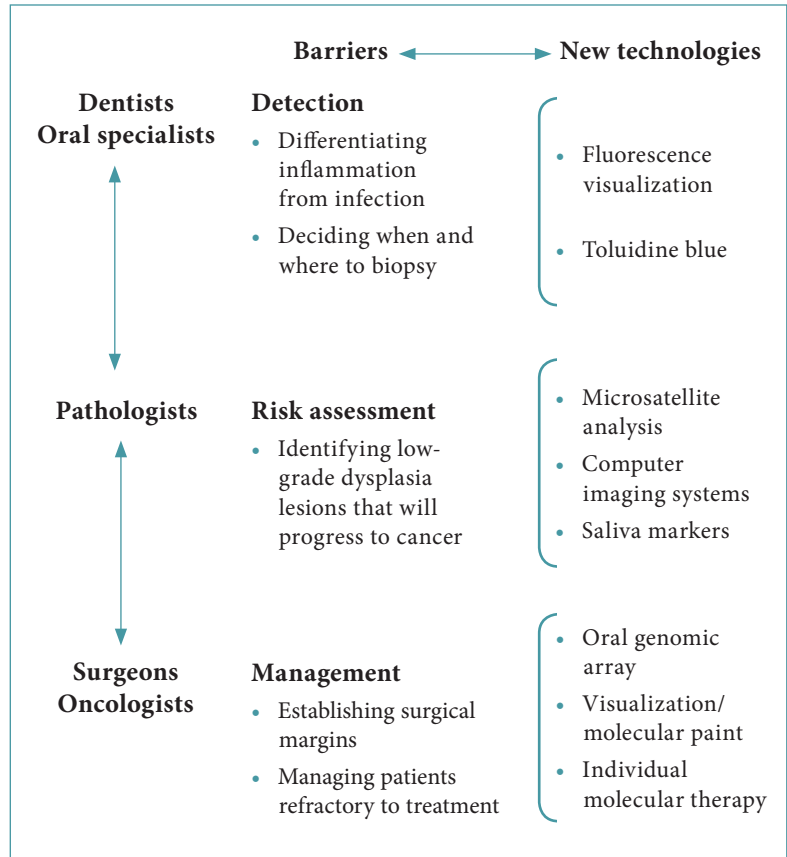 Barriers New technologies
Dentists
Oral specialists
Detection
• Differentiating
inflammation
from infection
• Deciding when and
where to biopsy
• Fluorescence
visualization
• Toluidine blue
Pathologists
Risk assessment
• Identifying low-
grade dysplasia
lesions that will
progress to cancer
• Microsatellite
analysis
• Computer
imaging systems
• Saliva markers
Surgeons
Oncologists
Management
• Establishing surgical
margins
• Managing patients
refractory to treatment
• Oral genomic
array
• Visualization/
molecular paint
• Individual
molecular therapy